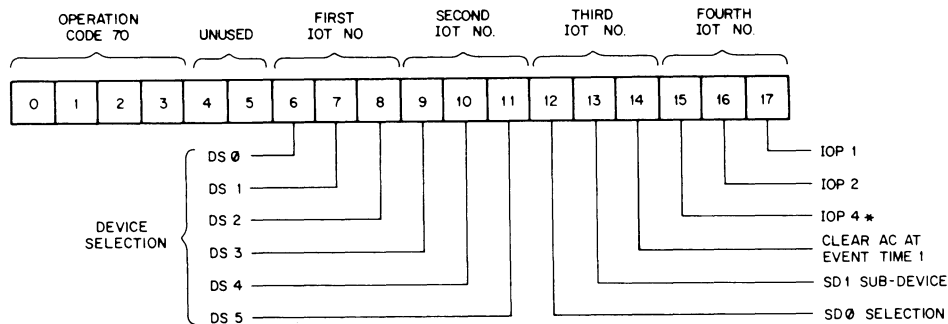 OPERATION
CODE 70
UNUSED
FIRST
IOT NO
SECOND
IOT NO.
THIRD
IOT NO.
FOURTH
IOT NO.
0 1 2 3 4 5 6 7 8 9 10 11 12 13 14 15 16 17
DS Ø
DS 1
DS 2
DS 3
DS 4
DS 5
DEVICE
SELECTION
IOP 1
IOP 2
IOP 4 *
CLEAR AC AT
EVENT TIME 1
SD1 SUB-DEVICE
SDØ SELECTION